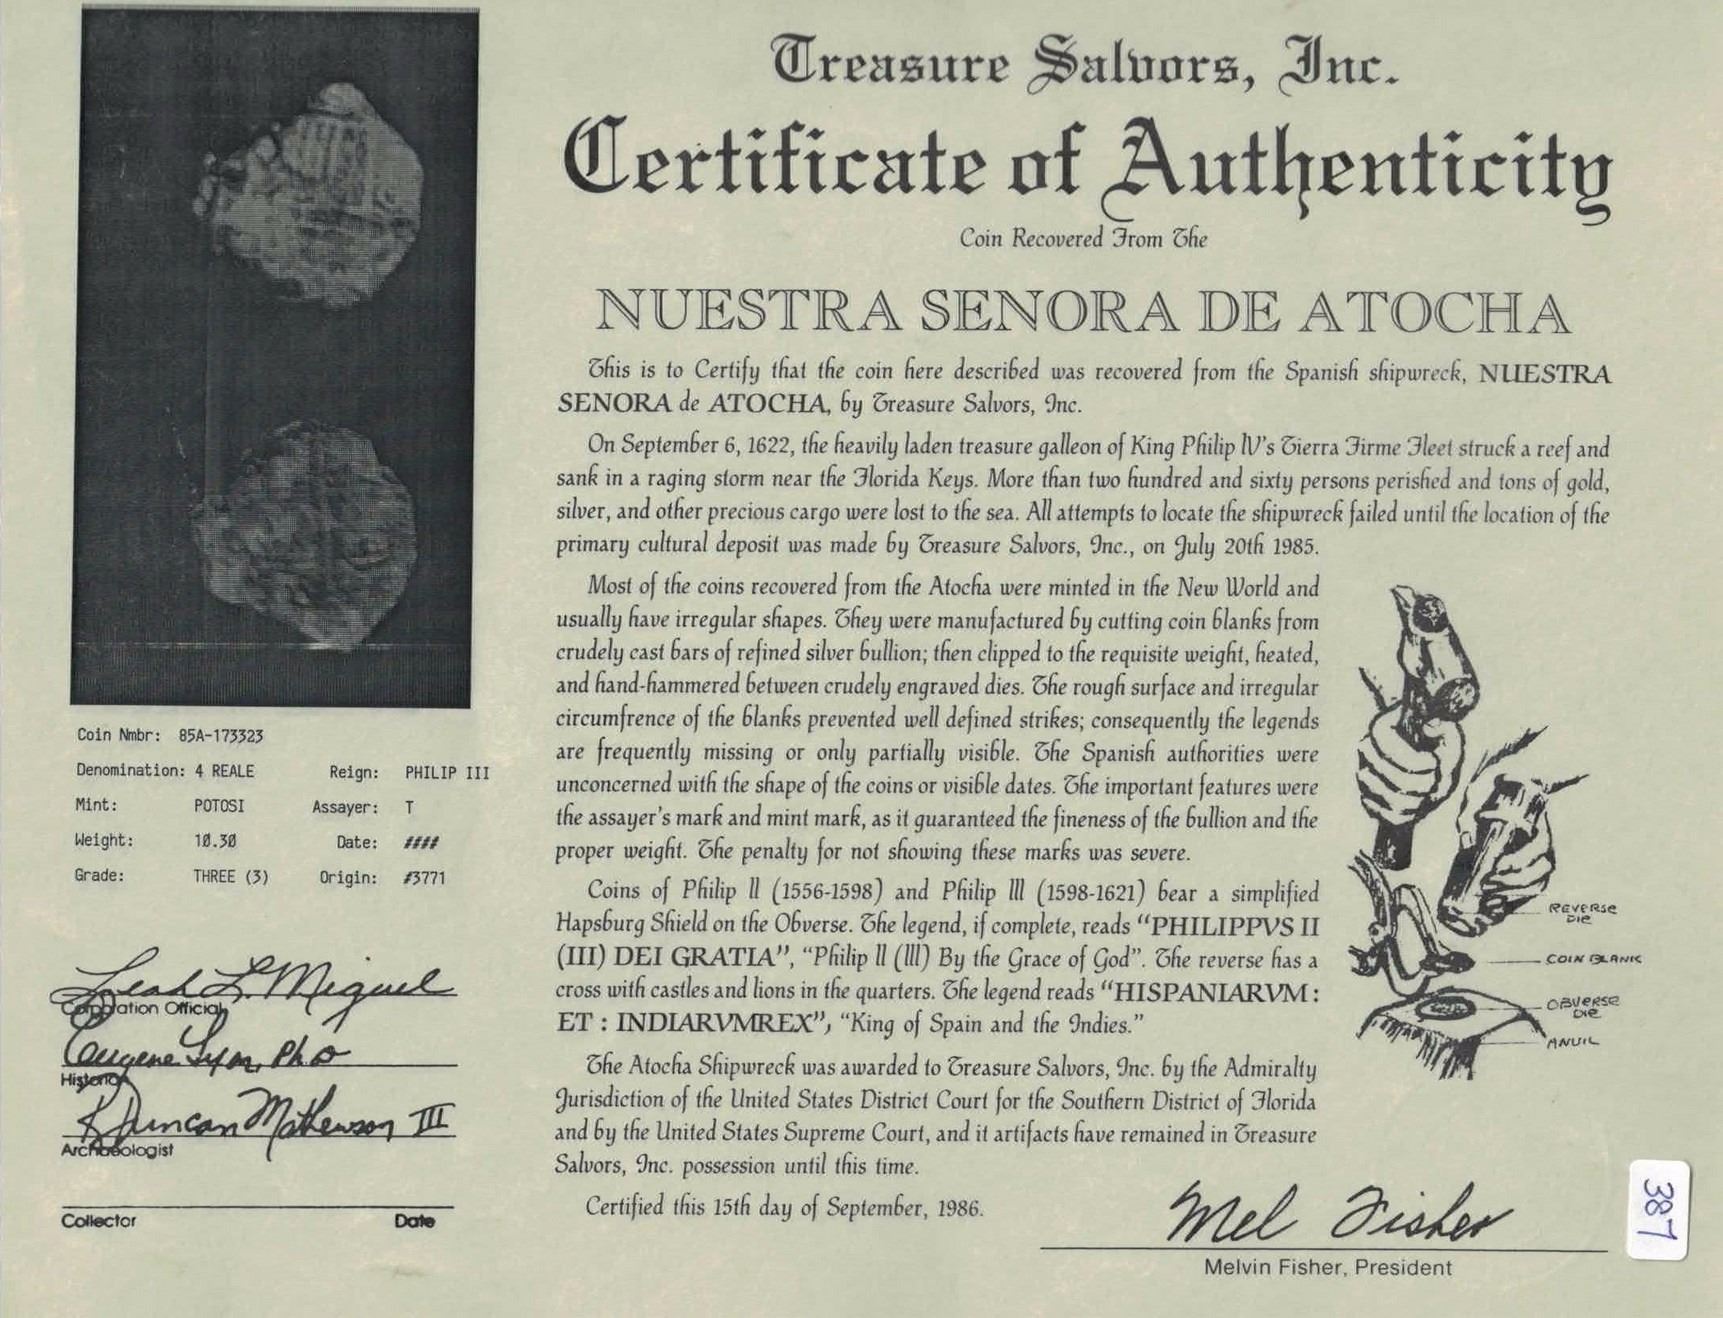 Treasure Salvors, Inc.
Certificate of Authenticity
Coin Recovered From The
NUESTRA SENORA DE ATOCHA
This is to Certify that the coin here described was recovered from the Spanish shipwreck, NUESTRA
SENORA de ATOCHA, by Treasure Salvors, Inc.
On September 6, 1622, the heavily laden treasure galleon of King Philip IV's Tierra Firme Fleet struck a reef and
sank in a raging storm near the Florida Keys. More than two hundred and sixty persons perished and tons of gold,
silver, and other precious cargo were lost to the sea. All attempts to locate the shipwreck failed until the location of the
primary cultural deposit was made by Treasure Salvors, Inc., on July 20th 1985.
Most of the coins recovered from the Atocha were minted in the New World and
usually have irregular shapes. They were manufactured by cutting coin blanks from
crudely cast bars of refined silver bullion; then clipped to the requisite weight, heated,
and hand-hammered between crudely engraved dies. The rough surface and irregular
circumfrence of the blanks prevented well defined strikes; consequently the legends
are frequently missing or only partially visible. The Spanish authorities were
unconcerned with the shape of the coins or visible dates. The important features were
the assayer's mark and mint mark, as it guaranteed the fineness of the bullion and the
proper weight. The penalty for not showing these marks was severe.
Coins of Philip II (1556-1598) and Philip III (1598-1621) bear a simplified
Hapsburg Shield on the Obverse. The legend, if complete, reads "PHILIPPVS II
(III) DEI GRATIA", "Philip II (III) By the Grace of God". The reverse has a
cross with castles and lions in the quarters. The legend reads "HISPANIARVM :
ET : INDIARVMREX", "King of Spain and the Indies."
The Atocha Shipwreck was awarded to Treasure Salvors, Inc. by the Admiralty
Jurisdiction of the United States District Court for the Southern District of Florida
and by the United States Supreme Court, and it artifacts have remained in Treasure
Salvors, Inc. possession until this time.
Certified this 15th day of September, 1986.
Mel Fisher
Melvin Fisher, President
REVERSE
DIE
COIN BLANK
OBVERSE
DIE
ANVIL
387
Coin Nmbr: 85A-173323
Denomination: 4 REALE Reign: PHILIP III
Mint: POTOSI Assayer: T
Weight: 10.30 Date: ####
Grade: THREE (3) Origin: #3771
Leah L. Miguel
Corporation Official
Eugene Lyon, PhD
Historian
R Duncan Mathewson III
Archaeologist
Collector Date